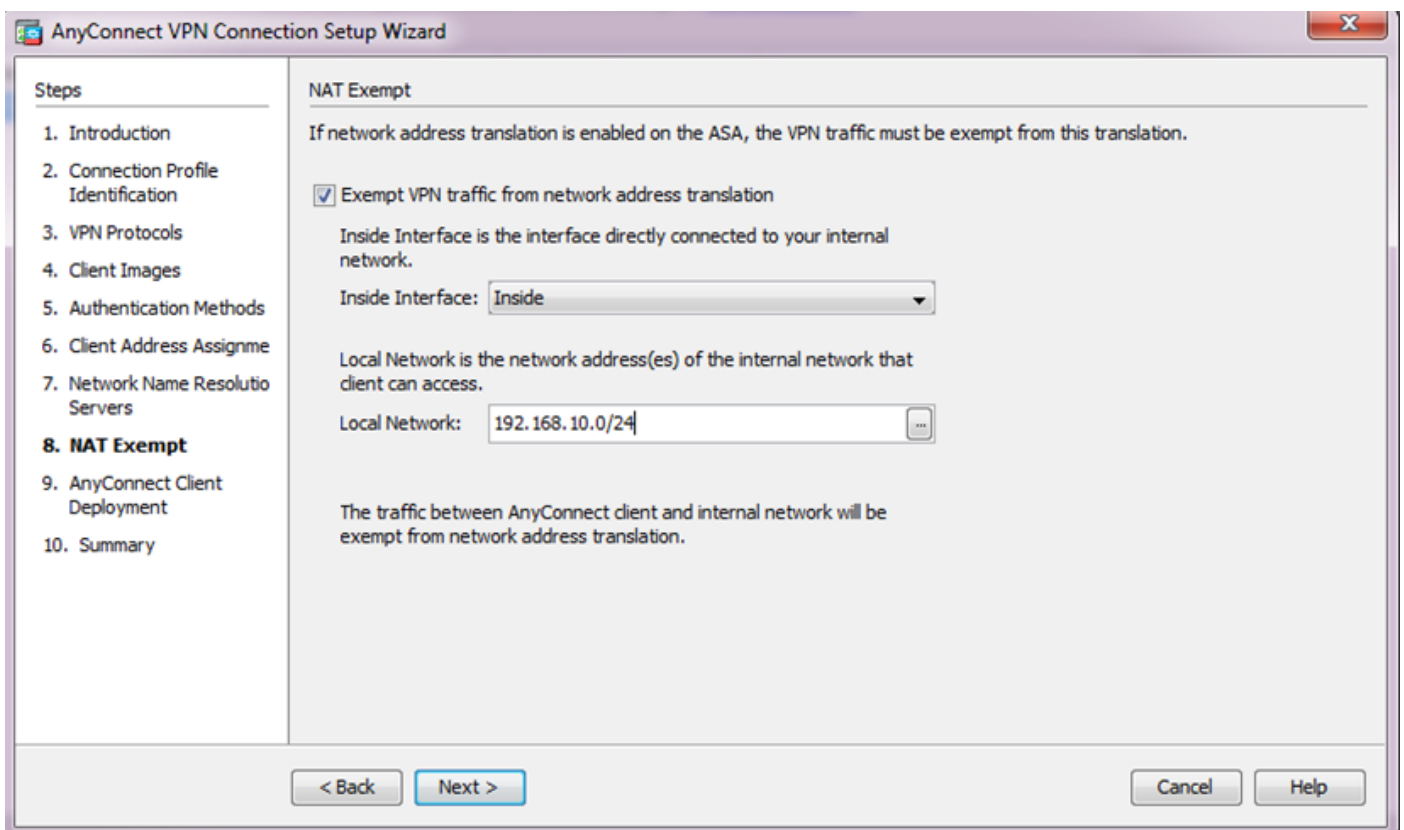 AnyConnect VPN Connection Setup Wizard
Steps
1. Introduction
2. Connection Profile
Identification
3. VPN Protocols
4. Client Images
5. Authentication Methods
6. Client Address Assignme
7. Network Name Resolutio
Servers
8. NAT Exempt
9. AnyConnect Client
Deployment
10. Summary
NAT Exempt
If network address translation is enabled on the ASA, the VPN traffic must be exempt from this translation.
Exempt VPN traffic from network address translation
Inside Interface is the interface directly connected to your internal
network.
Inside Interface: Inside
Local Network is the network address(es) of the internal network that
client can access.
Local Network: 192.168.10.0/24 ...
The traffic between AnyConnect client and internal network will be
exempt from network address translation.
< Back Next > Cancel Help